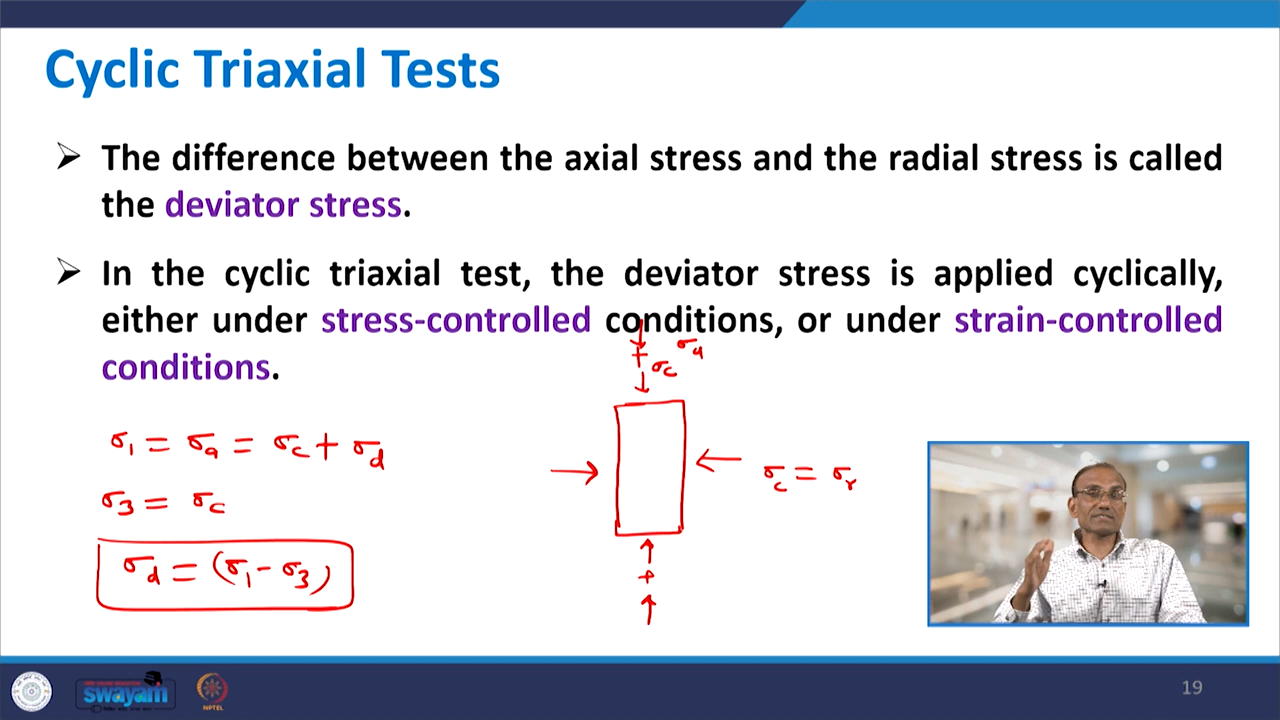 Cyclic Triaxial Tests
➢ The difference between the axial stress and the radial stress is called
the deviator stress.
➢ In the cyclic triaxial test, the deviator stress is applied cyclically,
either under stress-controlled conditions, or under strain-controlled
conditions.
σd
+ σc
σ1 = σa = σc + σd
σc = σr
σ3 = σc
σd = (σ1 - σ3)
+
swayam
NPTEL
19